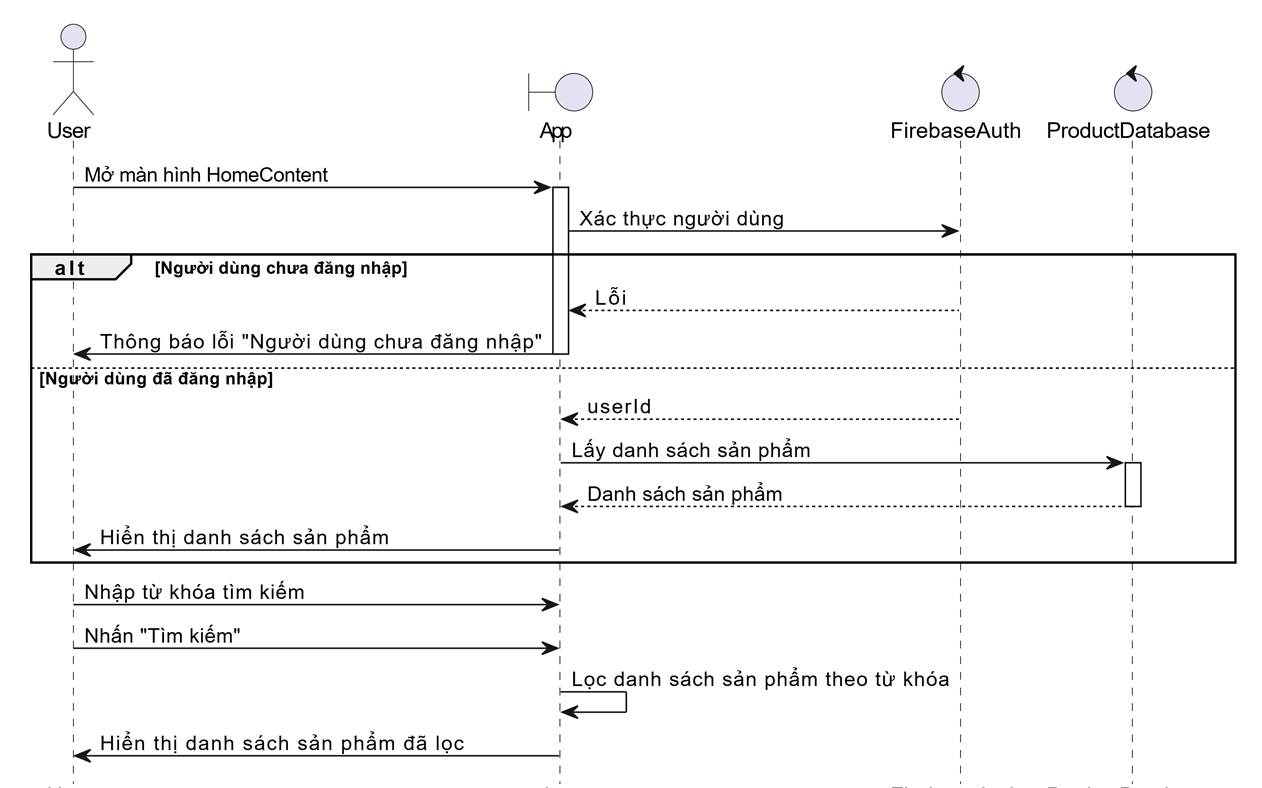 User
App
FirebaseAuth
ProductDatabase
Mở màn hình HomeContent
Xác thực người dùng
alt
[Người dùng chưa đăng nhập]
Lỗi
Thông báo lỗi "Người dùng chưa đăng nhập"
[Người dùng đã đăng nhập]
userId
Lấy danh sách sản phẩm
Danh sách sản phẩm
Hiển thị danh sách sản phẩm
Nhập từ khóa tìm kiếm
Nhấn "Tìm kiếm"
Lọc danh sách sản phẩm theo từ khóa
Hiển thị danh sách sản phẩm đã lọc